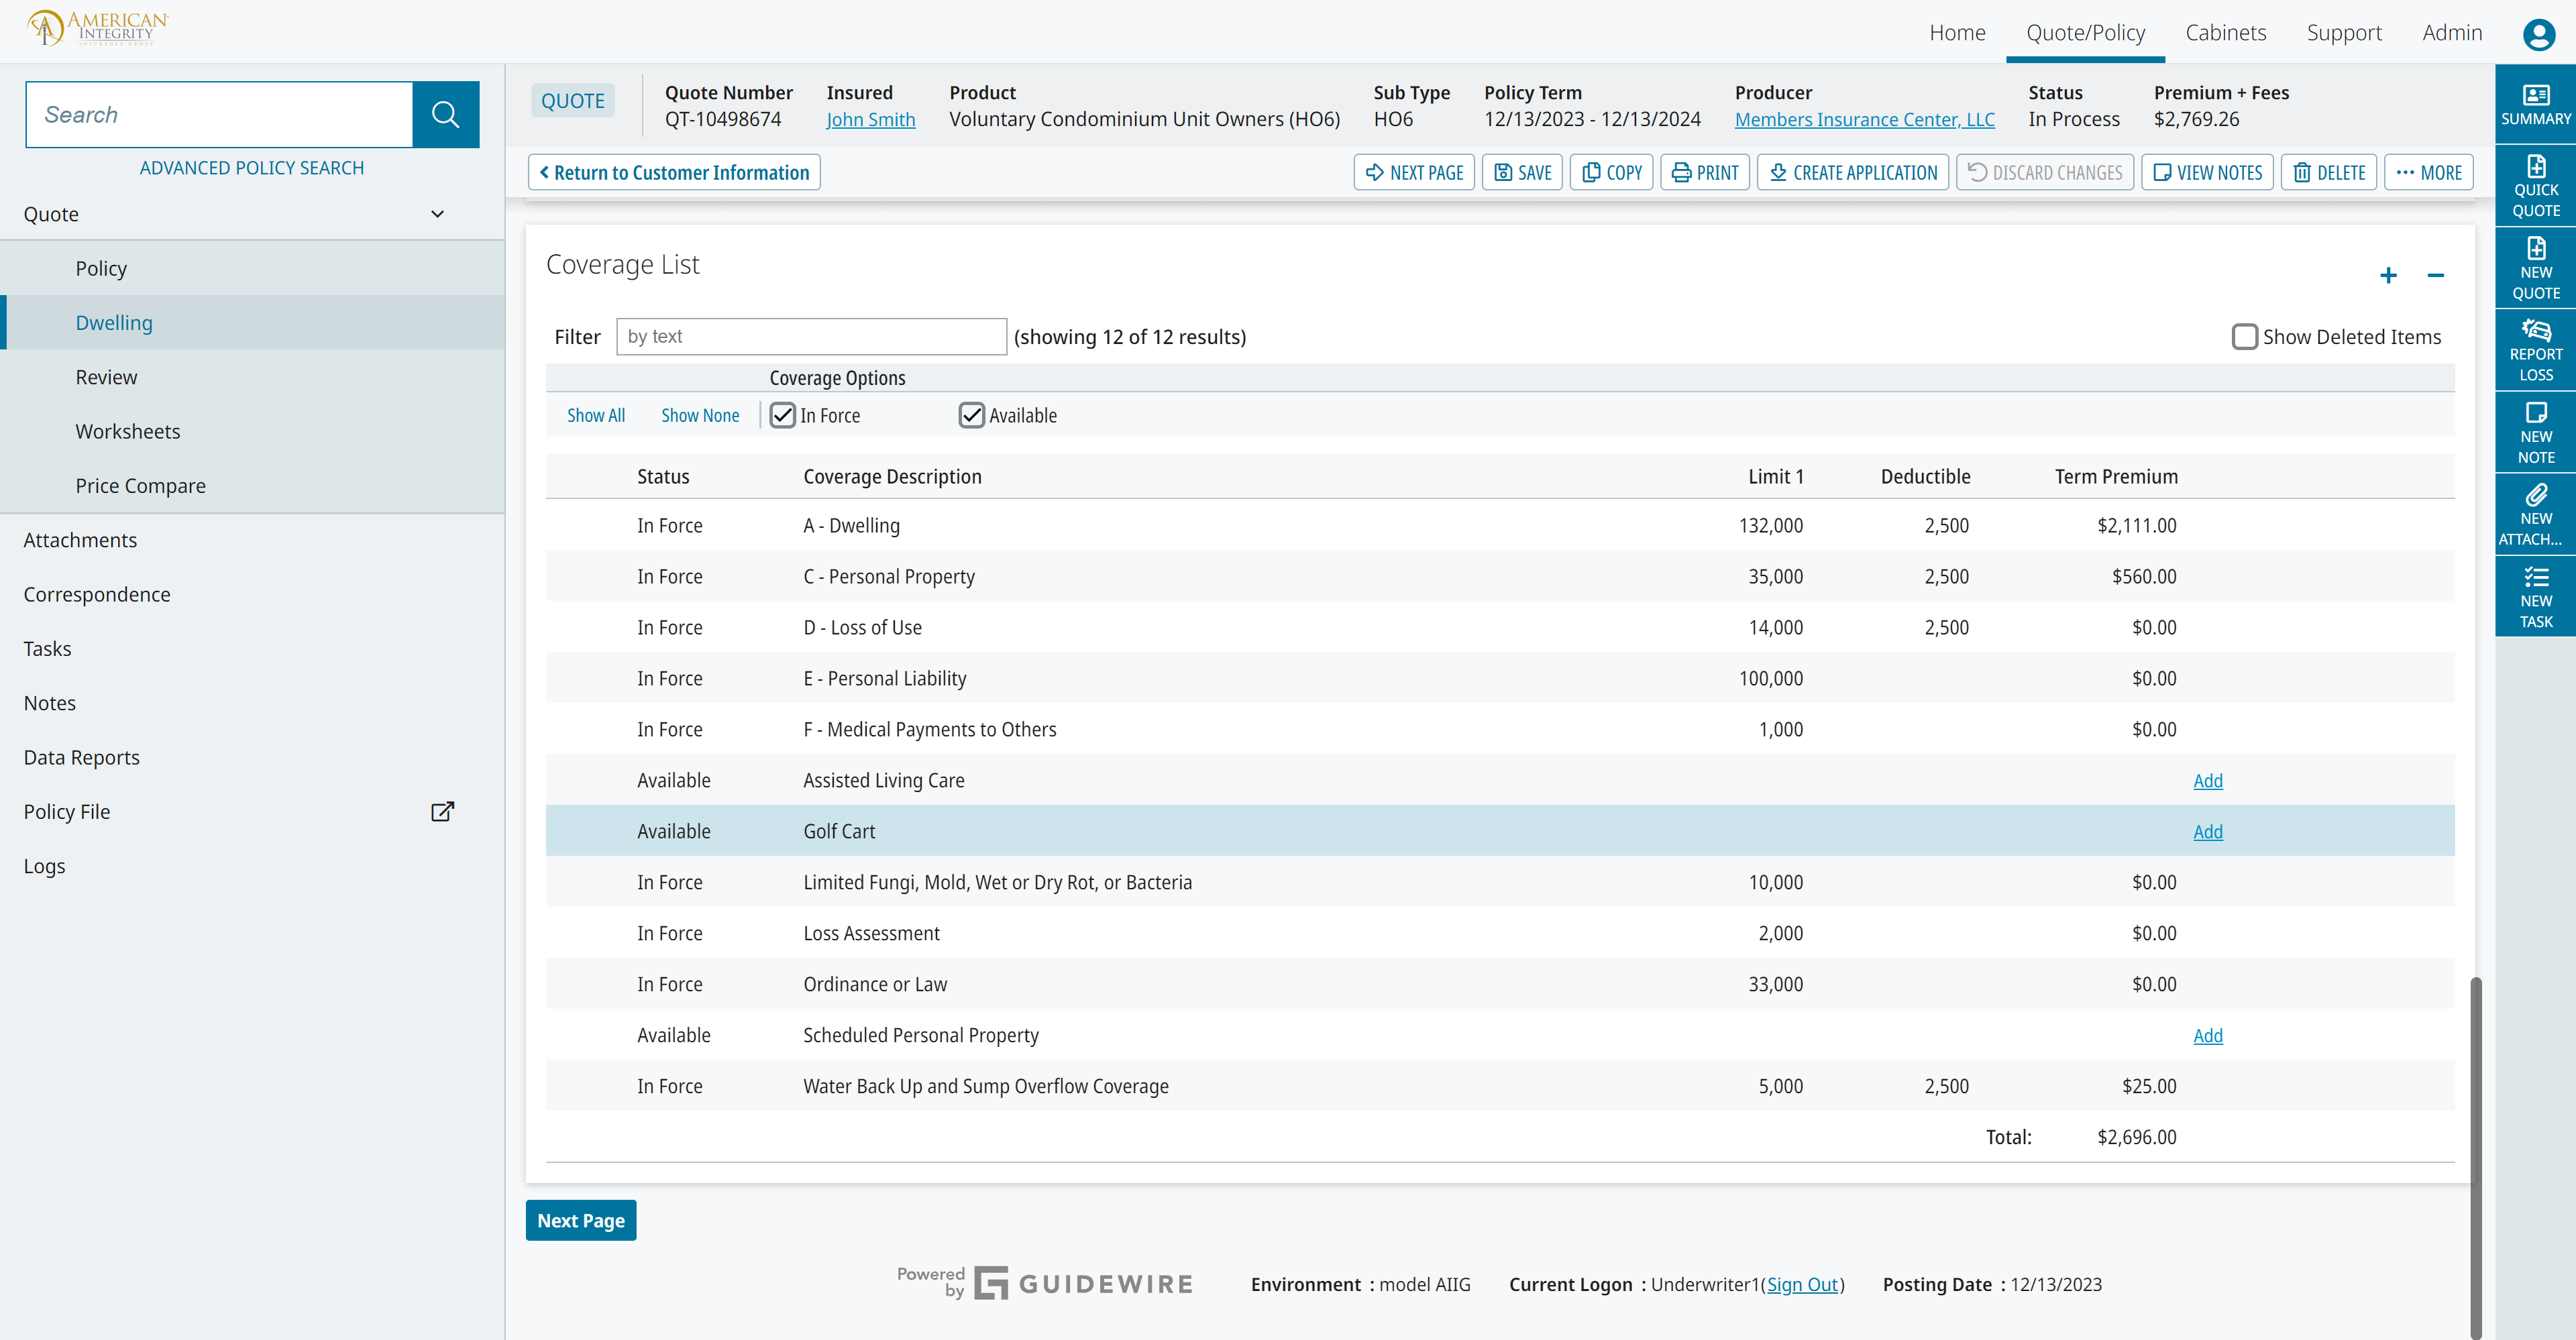 AMERICAN
INTEGRITY
INSURANCE GROUP
Home Quote/Policy Cabinets Support Admin
Search
ADVANCED POLICY SEARCH
Quote
Policy
Dwelling
Review
Worksheets
Price Compare
Attachments
Correspondence
Tasks
Notes
Data Reports
Policy File
Logs
QUOTE
Quote Number Insured Product Sub Type Policy Term Producer Status Premium + Fees
QT-10498674 John Smith Voluntary Condominium Unit Owners (HO6) HO6 12/13/2023 - 12/13/2024 Members Insurance Center, LLC In Process $2,769.26
Return to Customer Information NEXT PAGE SAVE COPY PRINT CREATE APPLICATION DISCARD CHANGES VIEW NOTES DELETE MORE
Coverage List
+ −
Filter by text (showing 12 of 12 results) Show Deleted Items
Coverage Options
Show All Show None In Force Available
Status Coverage Description Limit 1 Deductible Term Premium
In Force A - Dwelling 132,000 2,500 $2,111.00
In Force C - Personal Property 35,000 2,500 $560.00
In Force D - Loss of Use 14,000 2,500 $0.00
In Force E - Personal Liability 100,000 $0.00
In Force F - Medical Payments to Others 1,000 $0.00
Available Assisted Living Care Add
Available Golf Cart Add
In Force Limited Fungi, Mold, Wet or Dry Rot, or Bacteria 10,000 $0.00
In Force Loss Assessment 2,000 $0.00
In Force Ordinance or Law 33,000 $0.00
Available Scheduled Personal Property Add
In Force Water Back Up and Sump Overflow Coverage 5,000 2,500 $25.00
Total: $2,696.00
Next Page
Powered
by
GUIDEWIRE
Environment : model AIIG Current Logon : Underwriter1(Sign Out) Posting Date : 12/13/2023
SUMMARY
QUICK
QUOTE
NEW
QUOTE
REPORT
LOSS
NEW
NOTE
NEW
ATTACH...
NEW
TASK